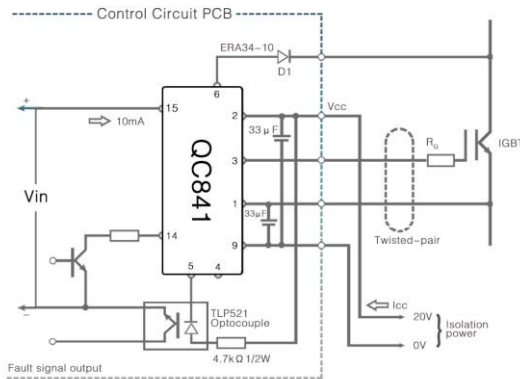 Control Circuit PCB
ERA34-10
D1
6
+
15
2
Vcc
10mA
33μF
IGBT
QC841
3
RG
Vin
1
33μF
14
9
Twisted-pair
5
4
Icc
TLP521
Optocouple
20V
Isolation
power
-
0V
4.7kΩ 1/2W
Fault signal output